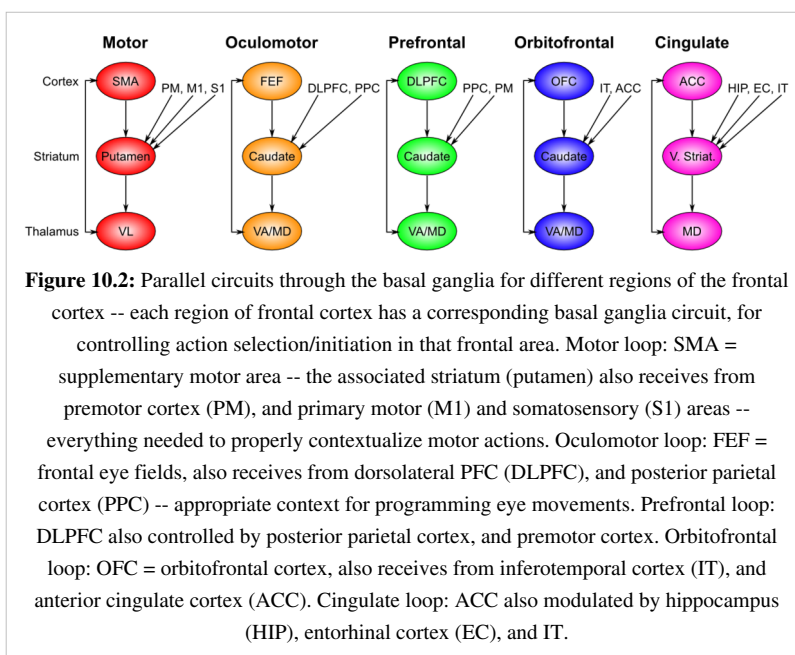 Motor Oculomotor Prefrontal Orbitofrontal Cingulate
Cortex SMA PM, M1, S1 FEF DLPFC, PPC DLPFC PPC, PM OFC IT, ACC ACC HIP, EC, IT
Striatum Putamen Caudate Caudate Caudate V. Striat.
Thalamus VL VA/MD VA/MD VA/MD MD
Figure 10.2: Parallel circuits through the basal ganglia for different regions of the frontal
cortex -- each region of frontal cortex has a corresponding basal ganglia circuit, for
controlling action selection/initiation in that frontal area. Motor loop: SMA =
supplementary motor area -- the associated striatum (putamen) also receives from
premotor cortex (PM), and primary motor (M1) and somatosensory (S1) areas --
everything needed to properly contextualize motor actions. Oculomotor loop: FEF =
frontal eye fields, also receives from dorsolateral PFC (DLPFC), and posterior parietal
cortex (PPC) -- appropriate context for programming eye movements. Prefrontal loop:
DLPFC also controlled by posterior parietal cortex, and premotor cortex. Orbitofrontal
loop: OFC = orbitofrontal cortex, also receives from inferotemporal cortex (IT), and
anterior cingulate cortex (ACC). Cingulate loop: ACC also modulated by hippocampus
(HIP), entorhinal cortex (EC), and IT.